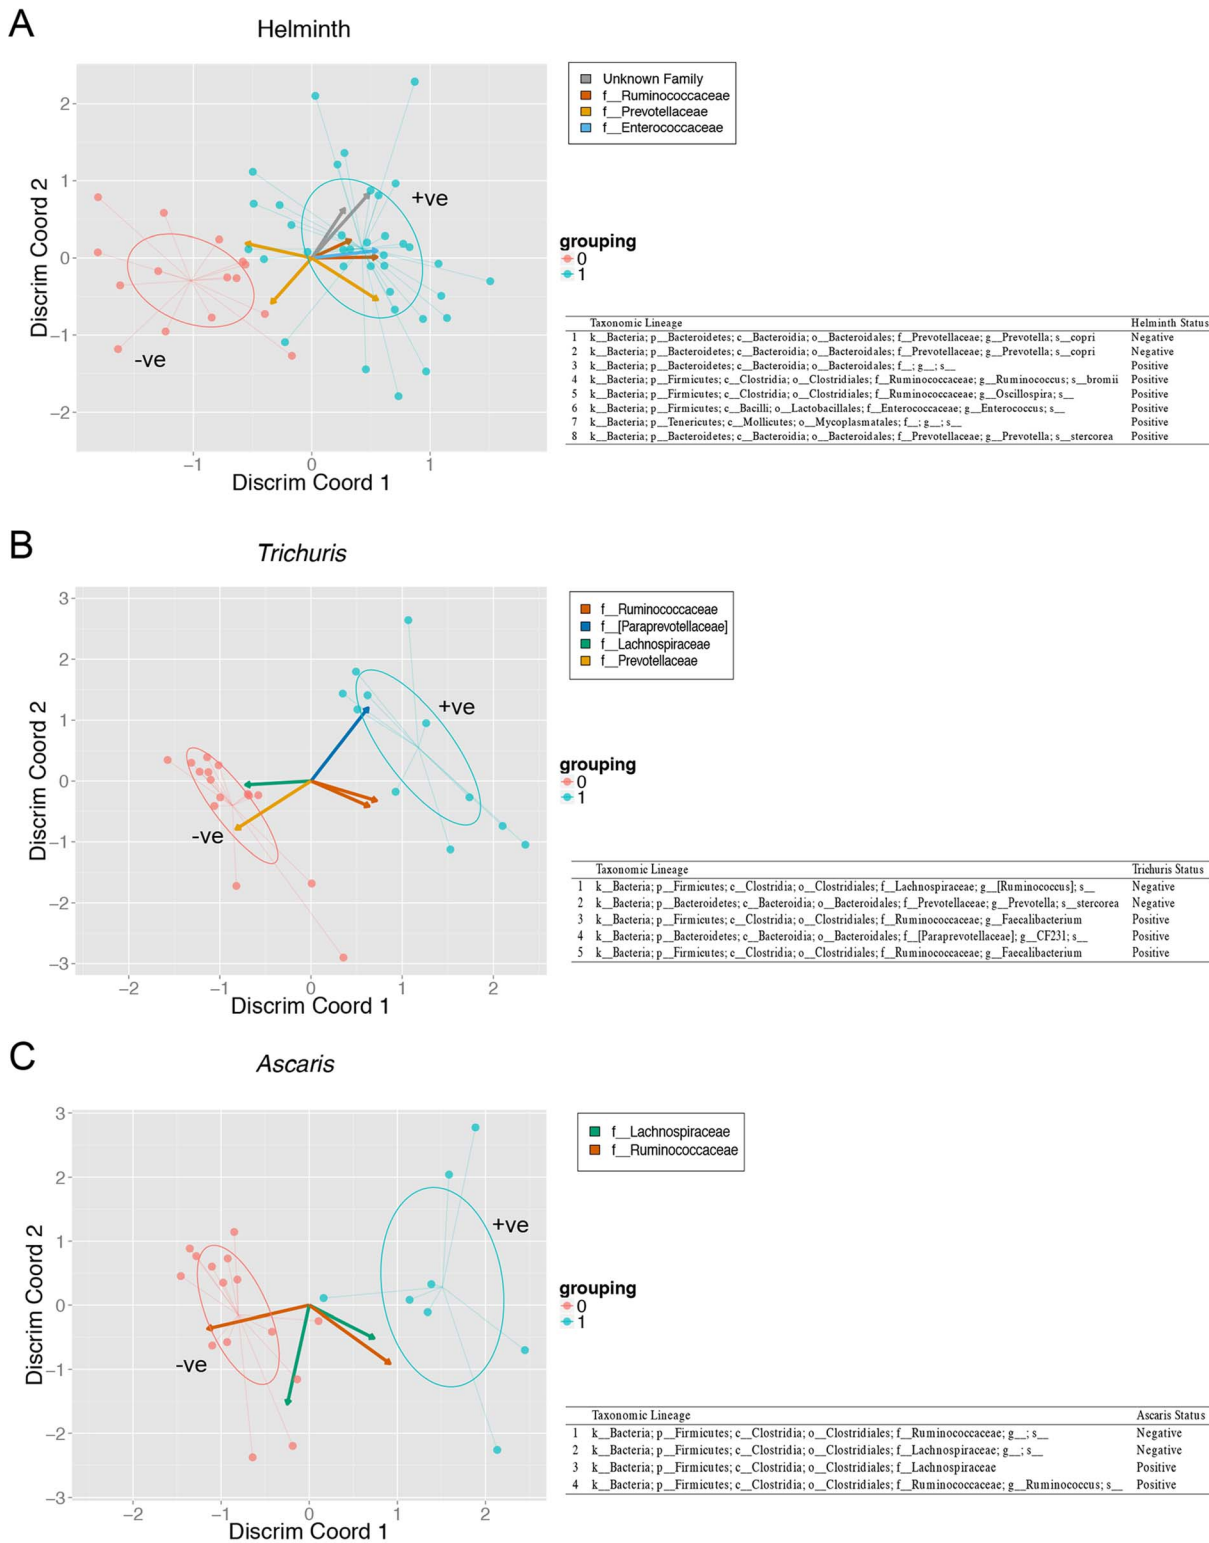 A
Helminth
Unknown Family
f__Ruminococcaceae
f__Prevotellaceae
f__Enterococcaceae
2
1
0
−1
−2
Discrim Coord 2
+ve
-ve
−1 0 1
Discrim Coord 1
grouping
0
1
Taxonomic Lineage Helminth Status
1 k__Bacteria; p__Bacteroidetes; c__Bacteroidia; o__Bacteroidales; f__Prevotellaceae; g__Prevotella; s__copri Negative
2 k__Bacteria; p__Bacteroidetes; c__Bacteroidia; o__Bacteroidales; f__Prevotellaceae; g__Prevotella; s__copri Negative
3 k__Bacteria; p__Bacteroidetes; c__Bacteroidia; o__Bacteroidales; f__; g__; s__ Positive
4 k__Bacteria; p__Firmicutes; c__Clostridia; o__Clostridiales; f__Ruminococcaceae; g__Ruminococcus; s__bromii Positive
5 k__Bacteria; p__Firmicutes; c__Clostridia; o__Clostridiales; f__Ruminococcaceae; g__Oscillospira; s__ Positive
6 k__Bacteria; p__Firmicutes; c__Bacilli; o__Lactobacillales; f__Enterococcaceae; g__Enterococcus; s__ Positive
7 k__Bacteria; p__Tenericutes; c__Mollicutes; o__Mycoplasmatales; f__; g__; s__ Positive
8 k__Bacteria; p__Bacteroidetes; c__Bacteroidia; o__Bacteroidales; f__Prevotellaceae; g__Prevotella; s__stercorea Positive
B
Trichuris
f__Ruminococcaceae
f__[Paraprevotellaceae]
f__Lachnospiraceae
f__Prevotellaceae
3
2
1
0
−1
−2
−3
Discrim Coord 2
+ve
-ve
−2 −1 0 1 2
Discrim Coord 1
grouping
0
1
Taxonomic Lineage Trichuris Status
1 k__Bacteria; p__Firmicutes; c__Clostridia; o__Clostridiales; f__Lachnospiraceae; g__[Ruminococcus]; s__ Negative
2 k__Bacteria; p__Bacteroidetes; c__Bacteroidia; o__Bacteroidales; f__Prevotellaceae; g__Prevotella; s__stercorea Negative
3 k__Bacteria; p__Firmicutes; c__Clostridia; o__Clostridiales; f__Ruminococcaceae; g__Faecalibacterium Positive
4 k__Bacteria; p__Bacteroidetes; c__Bacteroidia; o__Bacteroidales; f__[Paraprevotellaceae]; g__CF231; s__ Positive
5 k__Bacteria; p__Firmicutes; c__Clostridia; o__Clostridiales; f__Ruminococcaceae; g__Faecalibacterium Positive
C
Ascaris
f__Lachnospiraceae
f__Ruminococcaceae
3
2
1
0
−1
−2
−3
Discrim Coord 2
+ve
-ve
−2 −1 0 1 2
Discrim Coord 1
grouping
0
1
Taxonomic Lineage Ascaris Status
1 k__Bacteria; p__Firmicutes; c__Clostridia; o__Clostridiales; f__Ruminococcaceae; g__; s__ Negative
2 k__Bacteria; p__Firmicutes; c__Clostridia; o__Clostridiales; f__Lachnospiraceae; g__; s__ Negative
3 k__Bacteria; p__Firmicutes; c__Clostridia; o__Clostridiales; f__Lachnospiraceae Positive
4 k__Bacteria; p__Firmicutes; c__Clostridia; o__Clostridiales; f__Ruminococcaceae; g__Ruminococcus; s__ Positive